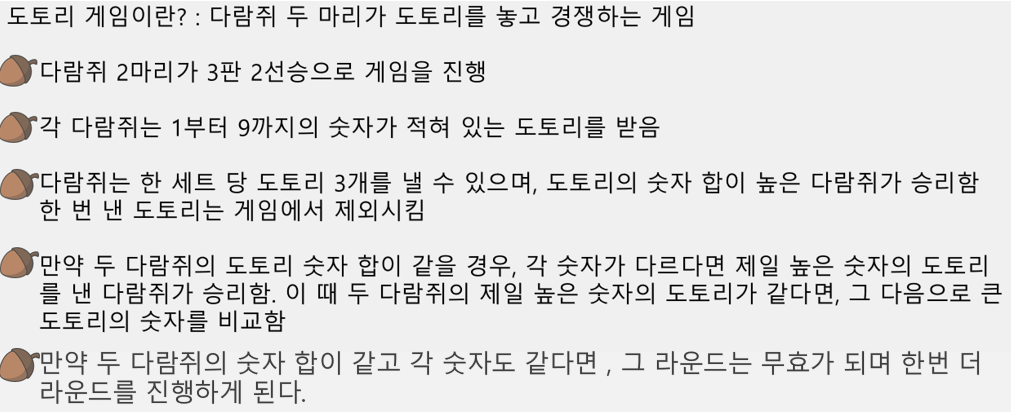 도토리 게임이란? : 다람쥐 두 마리가 도토리를 놓고 경쟁하는 게임
다람쥐 2마리가 3판 2선승으로 게임을 진행
각 다람쥐는 1부터 9까지의 숫자가 적혀 있는 도토리를 받음
다람쥐는 한 세트 당 도토리 3개를 낼 수 있으며, 도토리의 숫자 합이 높은 다람쥐가 승리함
한 번 낸 도토리는 게임에서 제외시킴
만약 두 다람쥐의 도토리 숫자 합이 같을 경우, 각 숫자가 다르다면 제일 높은 숫자의 도토리
를 낸 다람쥐가 승리함. 이 때 두 다람쥐의 제일 높은 숫자의 도토리가 같다면, 그 다음으로 큰
도토리의 숫자를 비교함
만약 두 다람쥐의 숫자 합이 같고 각 숫자도 같다면 , 그 라운드는 무효가 되며 한번 더
라운드를 진행하게 된다.